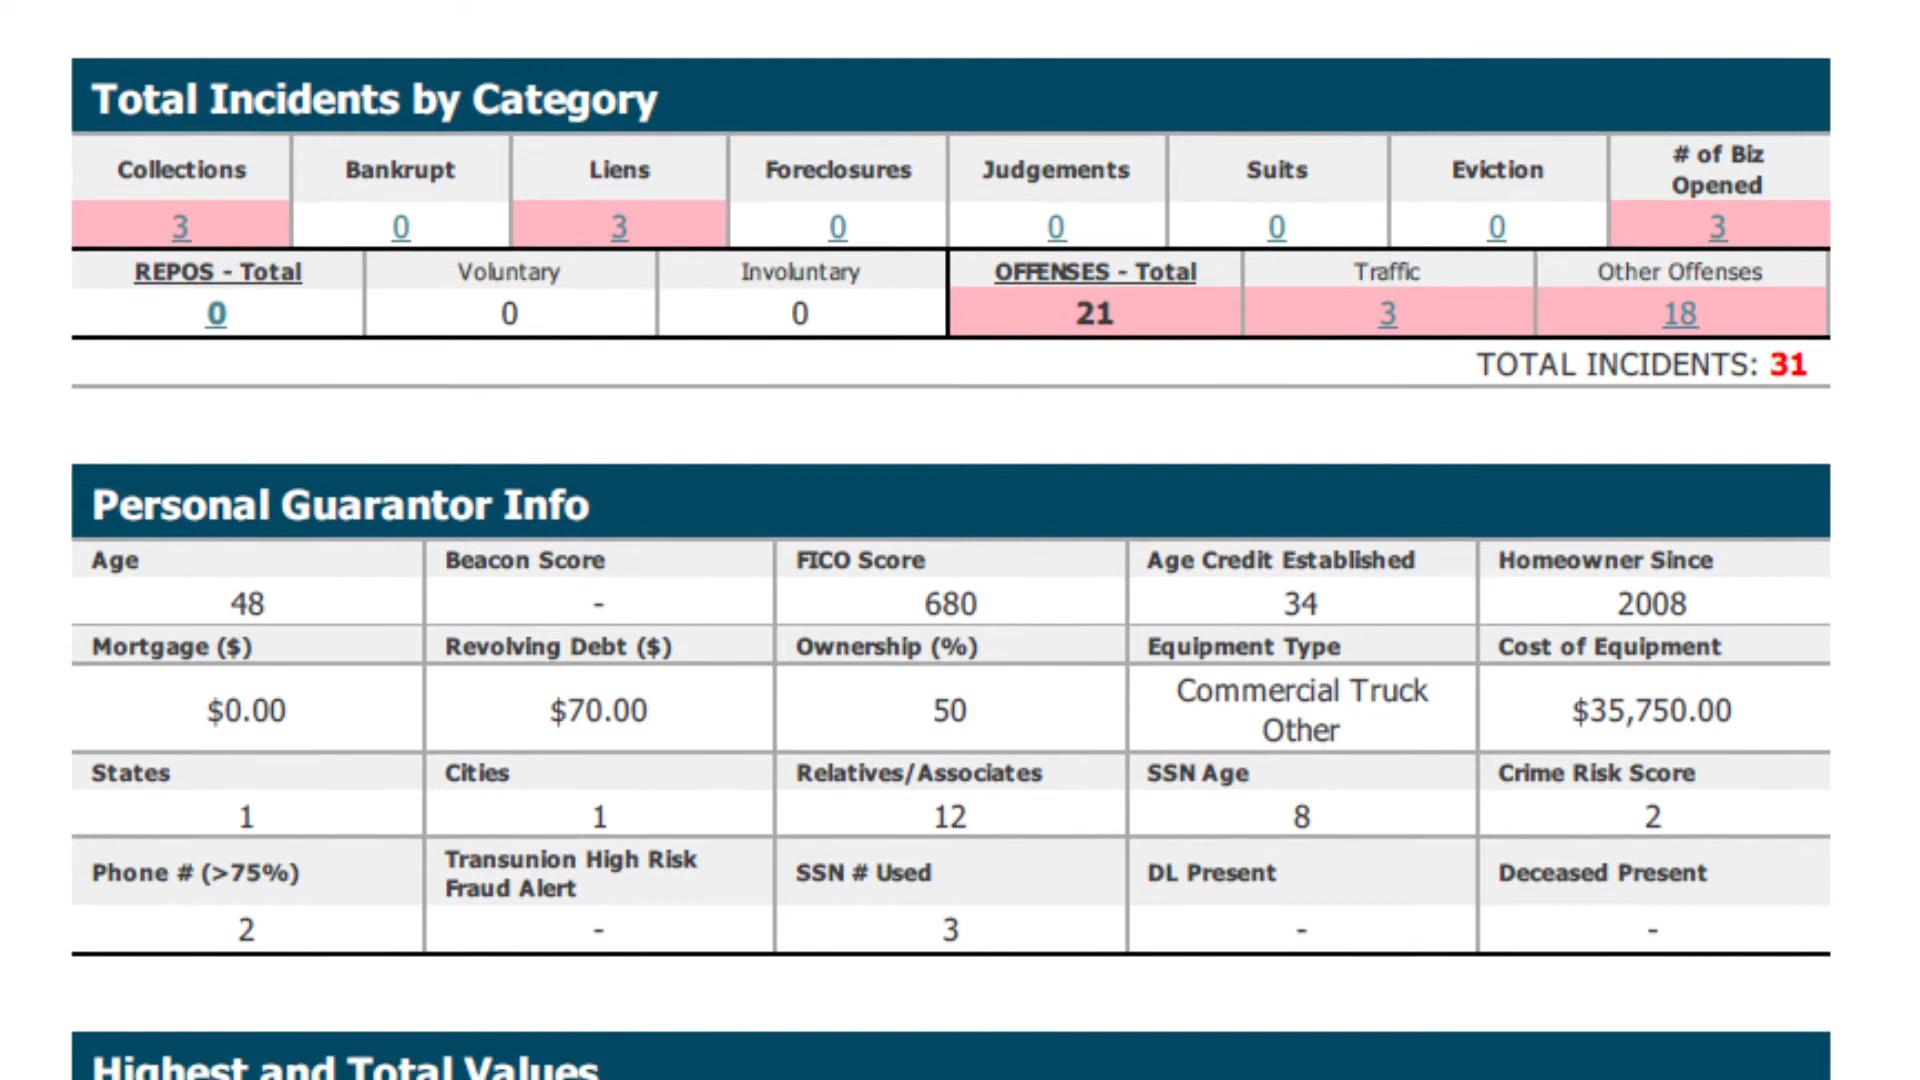 Total Incidents by Category
Collections Bankrupt Liens Foreclosures Judgements Suits Eviction # of Biz
Opened
3 0 3 0 0 0 0 3
REPOS - Total Voluntary Involuntary OFFENSES - Total Traffic Other Offenses
0 0 0 21 3 18
TOTAL INCIDENTS: 31
Personal Guarantor Info
Age Beacon Score FICO Score Age Credit Established Homeowner Since
48 - 680 34 2008
Mortgage ($) Revolving Debt ($) Ownership (%) Equipment Type Cost of Equipment
$0.00 $70.00 50 Commercial Truck
Other
$35,750.00
States Cities Relatives/Associates SSN Age Crime Risk Score
1 1 12 8 2
Phone # (>75%) Transunion High Risk
Fraud Alert
SSN # Used DL Present Deceased Present
2 - 3 - -
Highest and Total Values